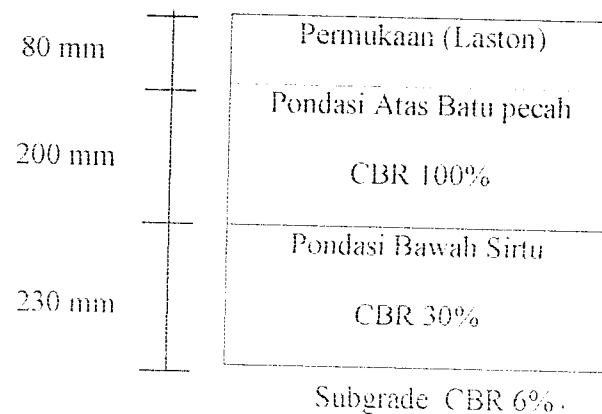 80 mm
Permukaan (Laston)
200 mm
Pondasi Atas Batu pecah
CBR 100%
230 mm
Pondasi Bawah Sirtu
CBR 30%
Subgrade CBR 6%.